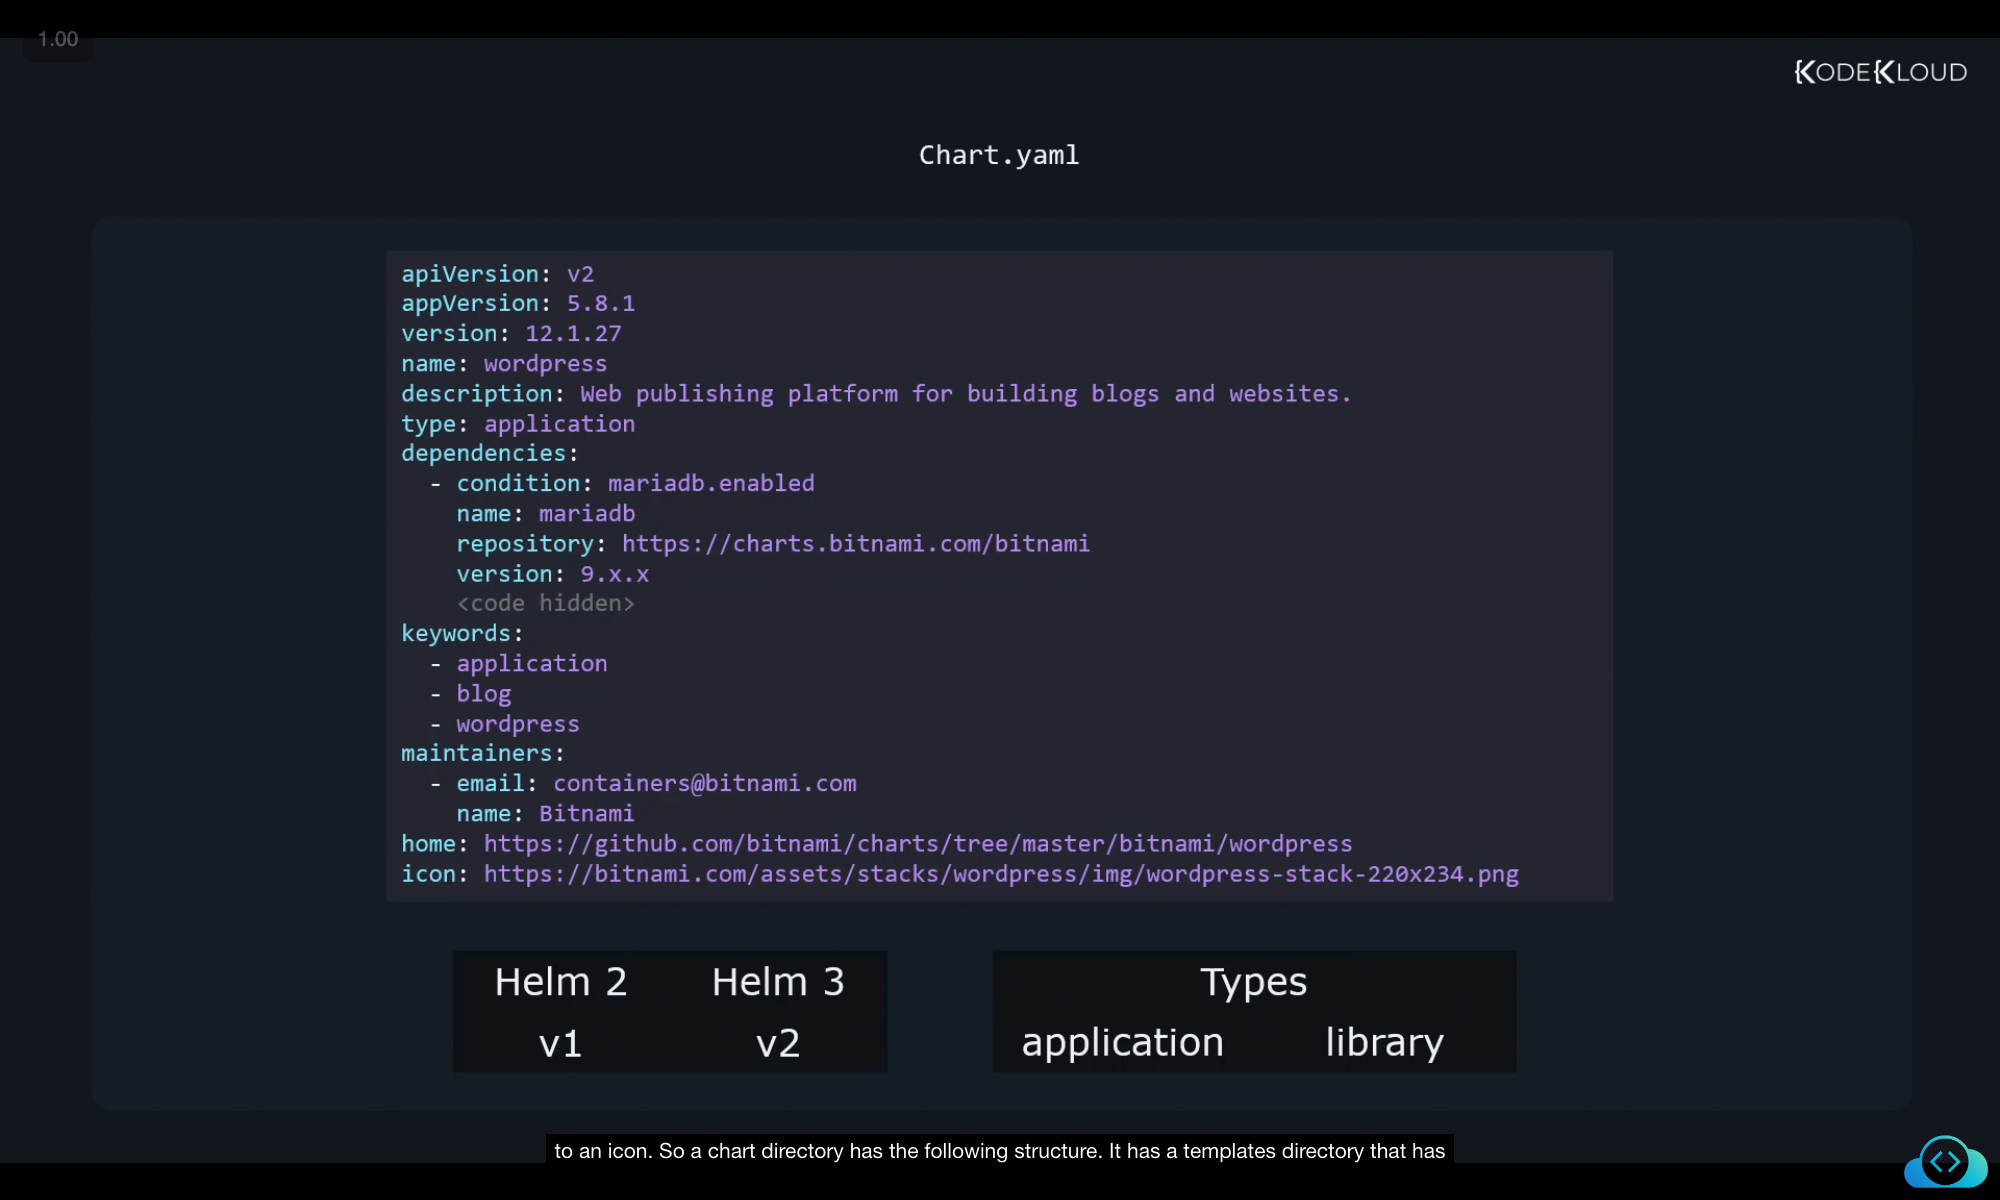 1.00
KODEKLOUD
Chart.yaml
apiVersion: v2
appVersion: 5.8.1
version: 12.1.27
name: wordpress
description: Web publishing platform for building blogs and websites.
type: application
dependencies:
  - condition: mariadb.enabled
    name: mariadb
    repository: https://charts.bitnami.com/bitnami
    version: 9.x.x
    <code hidden>
keywords:
  - application
  - blog
  - wordpress
maintainers:
  - email: containers@bitnami.com
    name: Bitnami
home: https://github.com/bitnami/charts/tree/master/bitnami/wordpress
icon: https://bitnami.com/assets/stacks/wordpress/img/wordpress-stack-220x234.png
Helm 2 Helm 3
v1 v2
Types
application library
to an icon. So a chart directory has the following structure. It has a templates directory that has